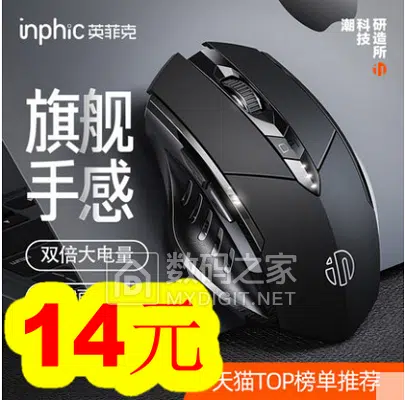 inphic 英菲克
潮科技
研造所
旗舰
手感
双倍大电量
数码之家
MYDIGIT.NET
14元
天猫TOP榜单推荐